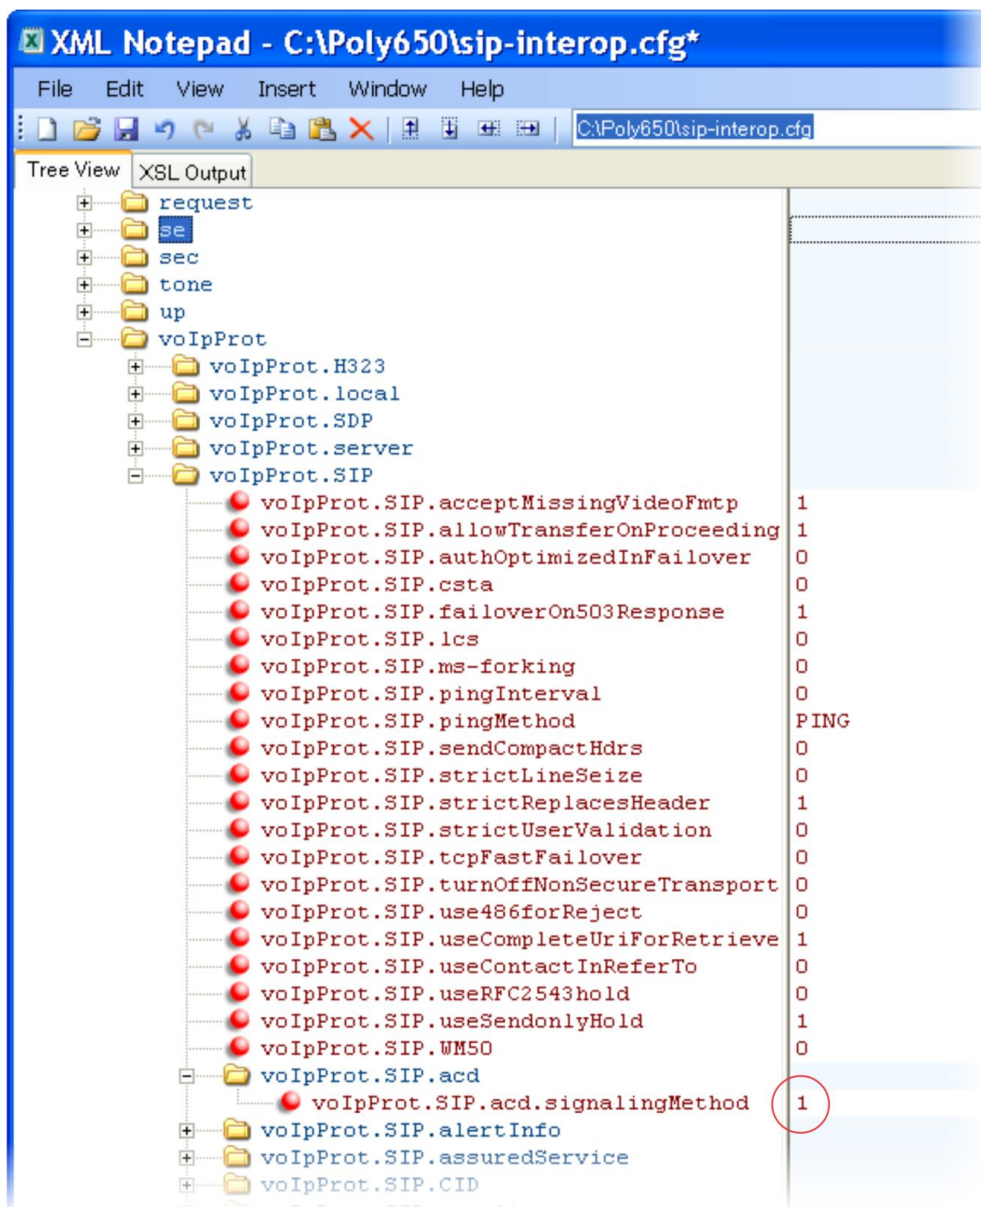 XML Notepad - C:\Poly650\sip-interop.cfg*
File Edit View Insert Window Help
C:\Poly650\sip-interop.cfg
Tree View XSL Output
request
se
sec
tone
up
voIpProt
voIpProt.H323
voIpProt.local
voIpProt.SDP
voIpProt.server
voIpProt.SIP
voIpProt.SIP.acceptMissingVideoFmtp 1
voIpProt.SIP.allowTransferOnProceeding 1
voIpProt.SIP.authOptimizedInFailover 0
voIpProt.SIP.csta 0
voIpProt.SIP.failoverOn503Response 1
voIpProt.SIP.lcs 0
voIpProt.SIP.ms-forking 0
voIpProt.SIP.pingInterval 0
voIpProt.SIP.pingMethod PING
voIpProt.SIP.sendCompactHdrs 0
voIpProt.SIP.strictLineSeize 0
voIpProt.SIP.strictReplacesHeader 1
voIpProt.SIP.strictUserValidation 0
voIpProt.SIP.tcpFastFailover 0
voIpProt.SIP.turnOffNonSecureTransport 0
voIpProt.SIP.use486forReject 0
voIpProt.SIP.useCompleteUriForRetrieve 1
voIpProt.SIP.useContactInReferTo 0
voIpProt.SIP.useRFC2543hold 0
voIpProt.SIP.useSendonlyHold 1
voIpProt.SIP.WM50 0
voIpProt.SIP.acd
voIpProt.SIP.acd.signalingMethod 1
voIpProt.SIP.alertInfo
voIpProt.SIP.assuredService
voIpProt.SIP.CID